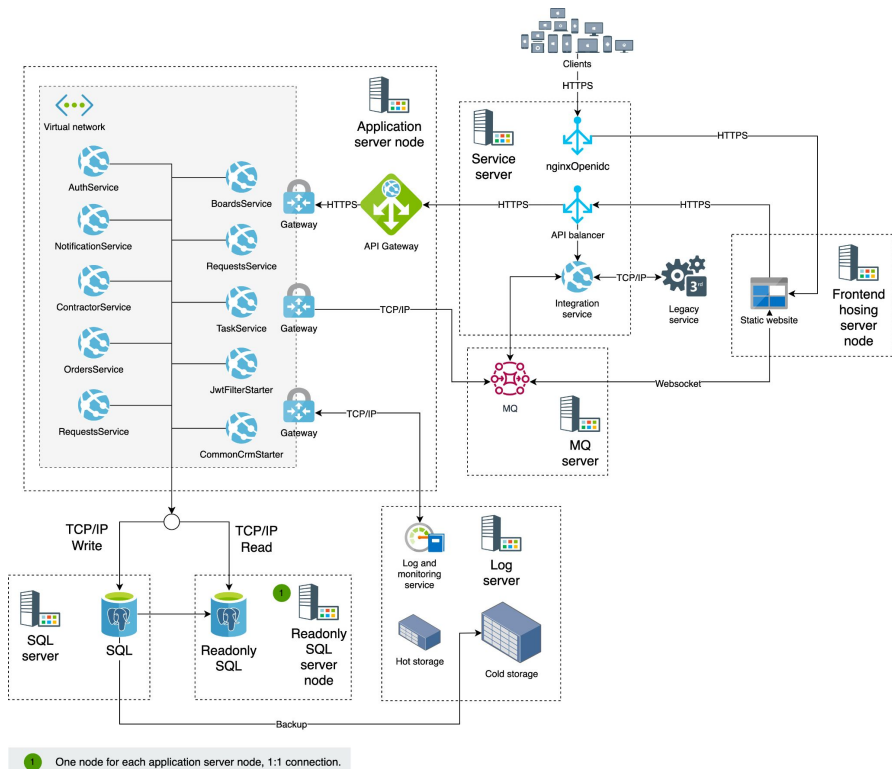 Clients
HTTPS
Virtual network
Application
server node
Service
server
nginxOpenidc
HTTPS
AuthService
BoardsService
Gateway
HTTPS
API Gateway
HTTPS
API balancer
HTTPS
NotificationService
RequestsService
ContractorService
TaskService
Gateway
TCP/IP
Integration
service
TCP/IP
3rd
Legacy
service
Static website
Frontend
hosing
server
node
OrdersService
JwtFilterStarter
RequestsService
CommonCrmStarter
Gateway
TCP/IP
MQ
Websocket
MQ
server
TCP/IP
Write
TCP/IP
Read
Log and
monitoring
service
Log
server
SQL
server
SQL
Readonly
SQL
1
Readonly
SQL
server
node
Hot storage
Cold storage
Backup
1 One node for each application server node, 1:1 connection.